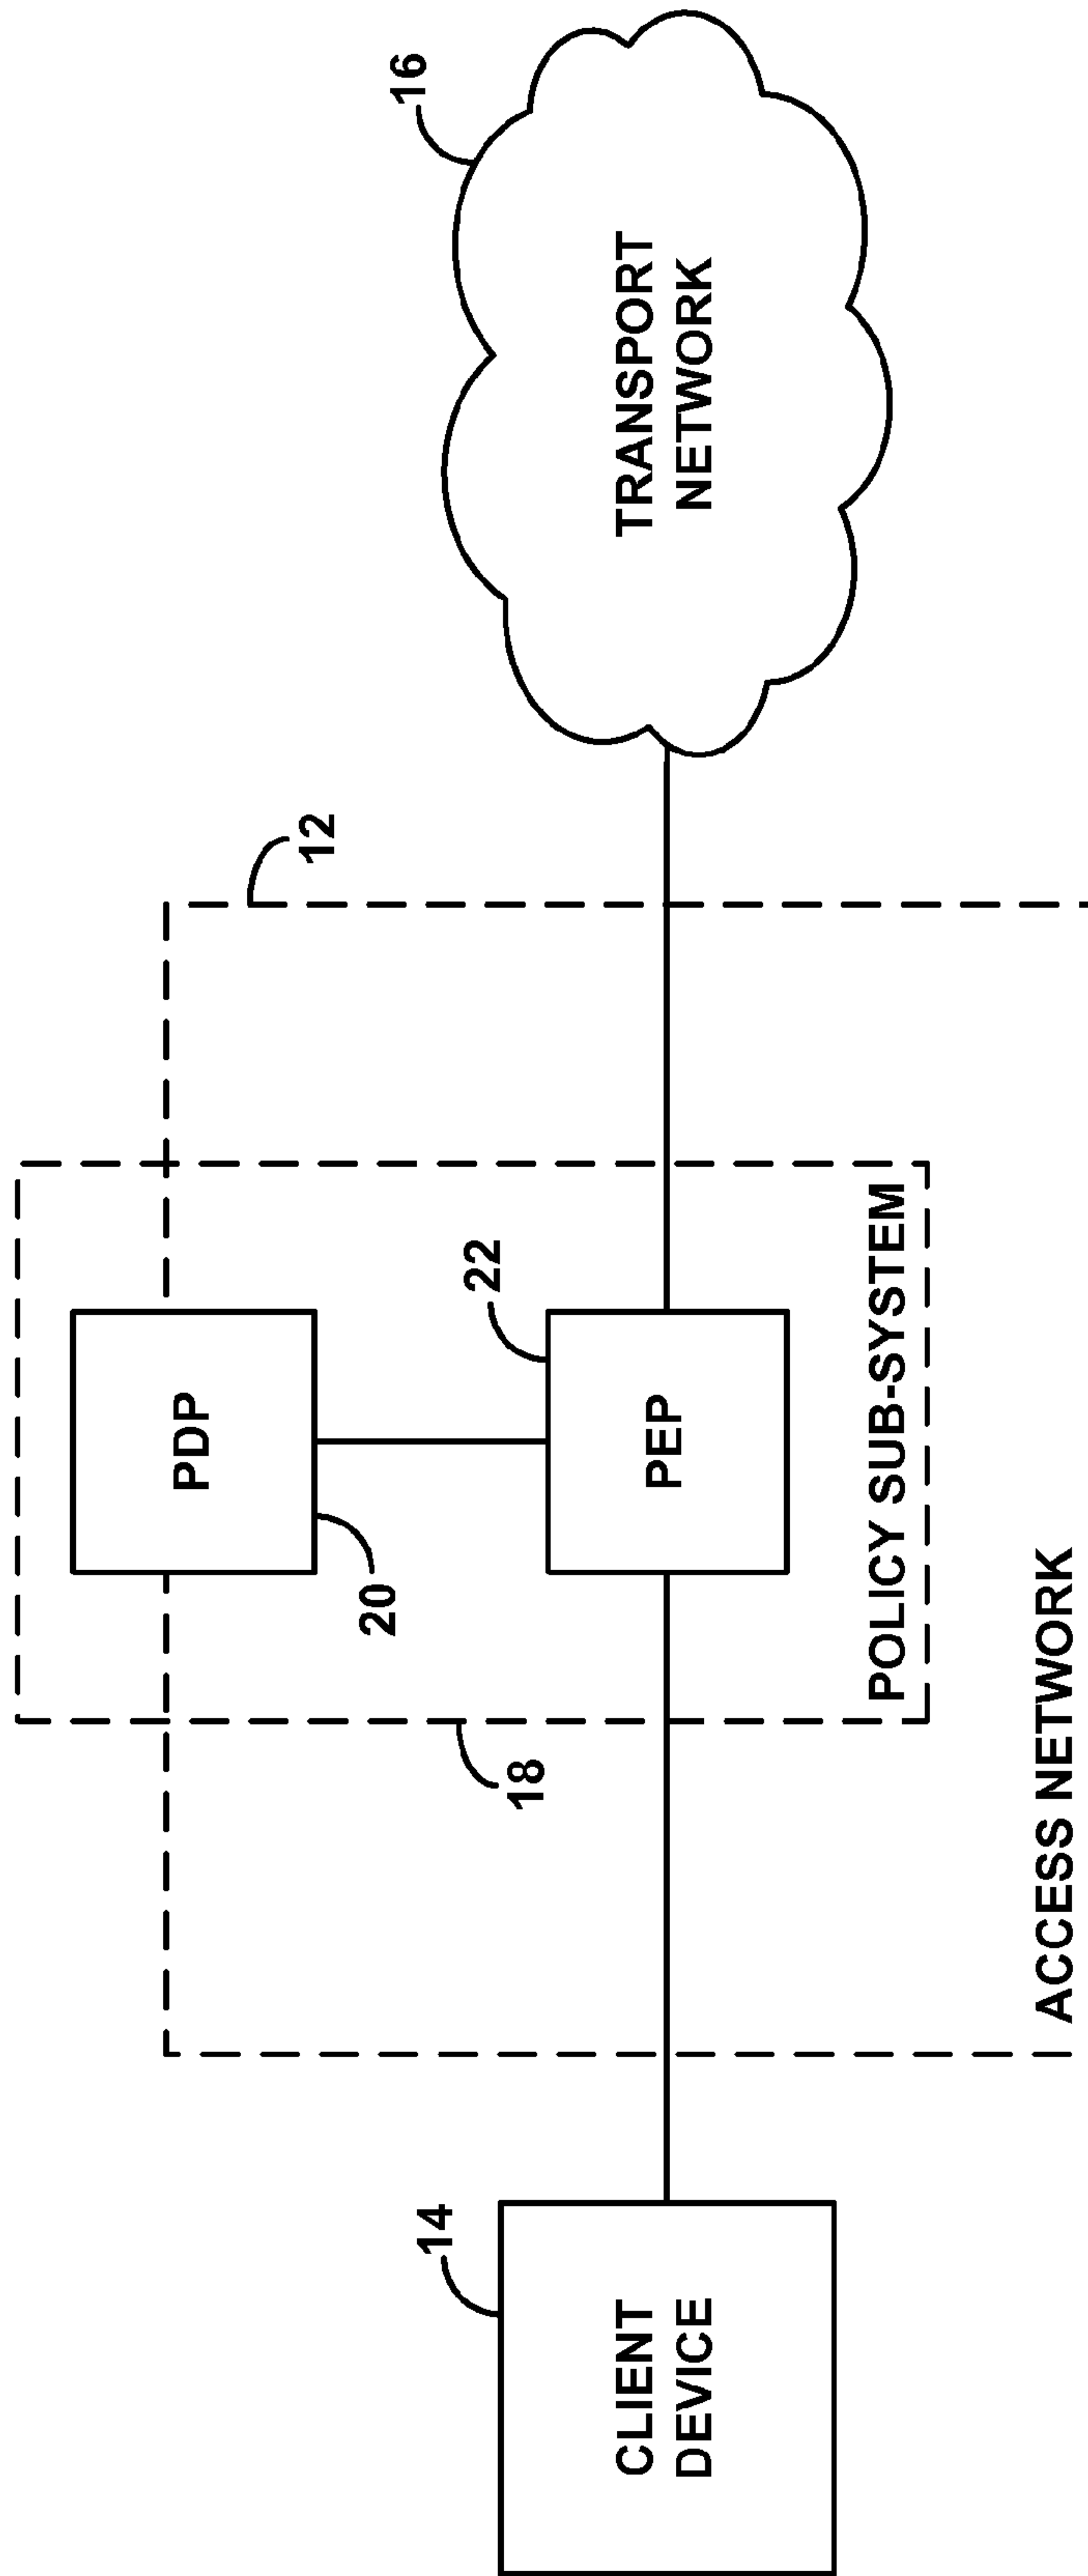 12
PDP
20
22
16
14
CLIENT
DEVICE
PEP
TRANSPORT
NETWORK
18
POLICY SUB-SYSTEM
ACCESS NETWORK